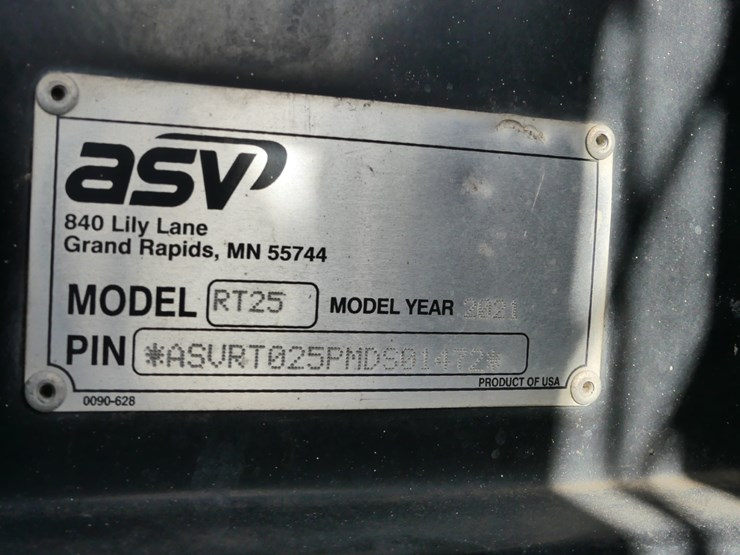 asv
840 Lily Lane
Grand Rapids, MN 55744
MODEL RT25 MODEL YEAR 2021
PIN *ASVRT025PMDS01472*
PRODUCT OF USA
0090-628